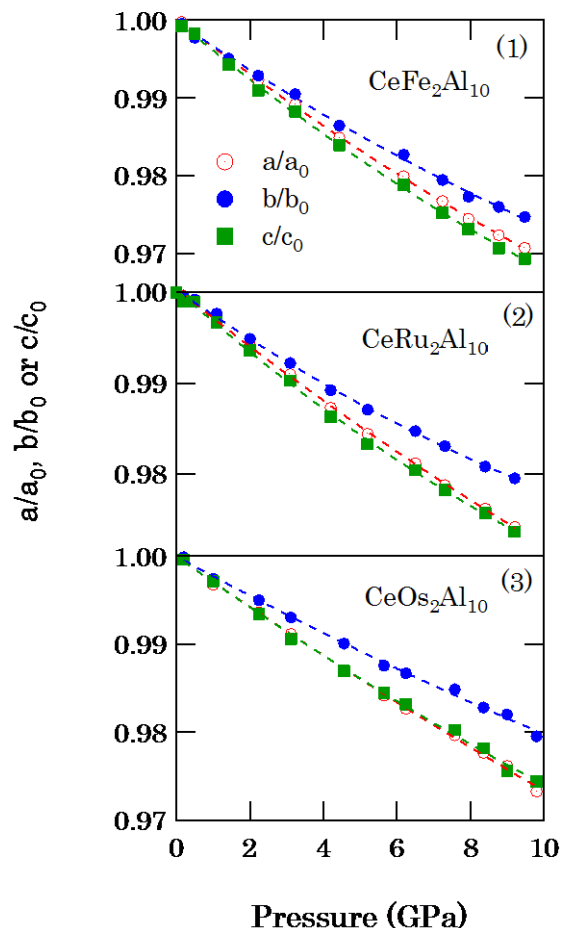 1.00
(1)
CeFe₂Al₁₀
0.99
a/a₀
0.98
b/b₀
c/c₀
0.97
1.00
(2)
CeRu₂Al₁₀
0.99
0.98
a/a₀, b/b₀ or c/c₀
1.00
(3)
CeOs₂Al₁₀
0.99
0.98
0.97
0 2 4 6 8 10
Pressure (GPa)